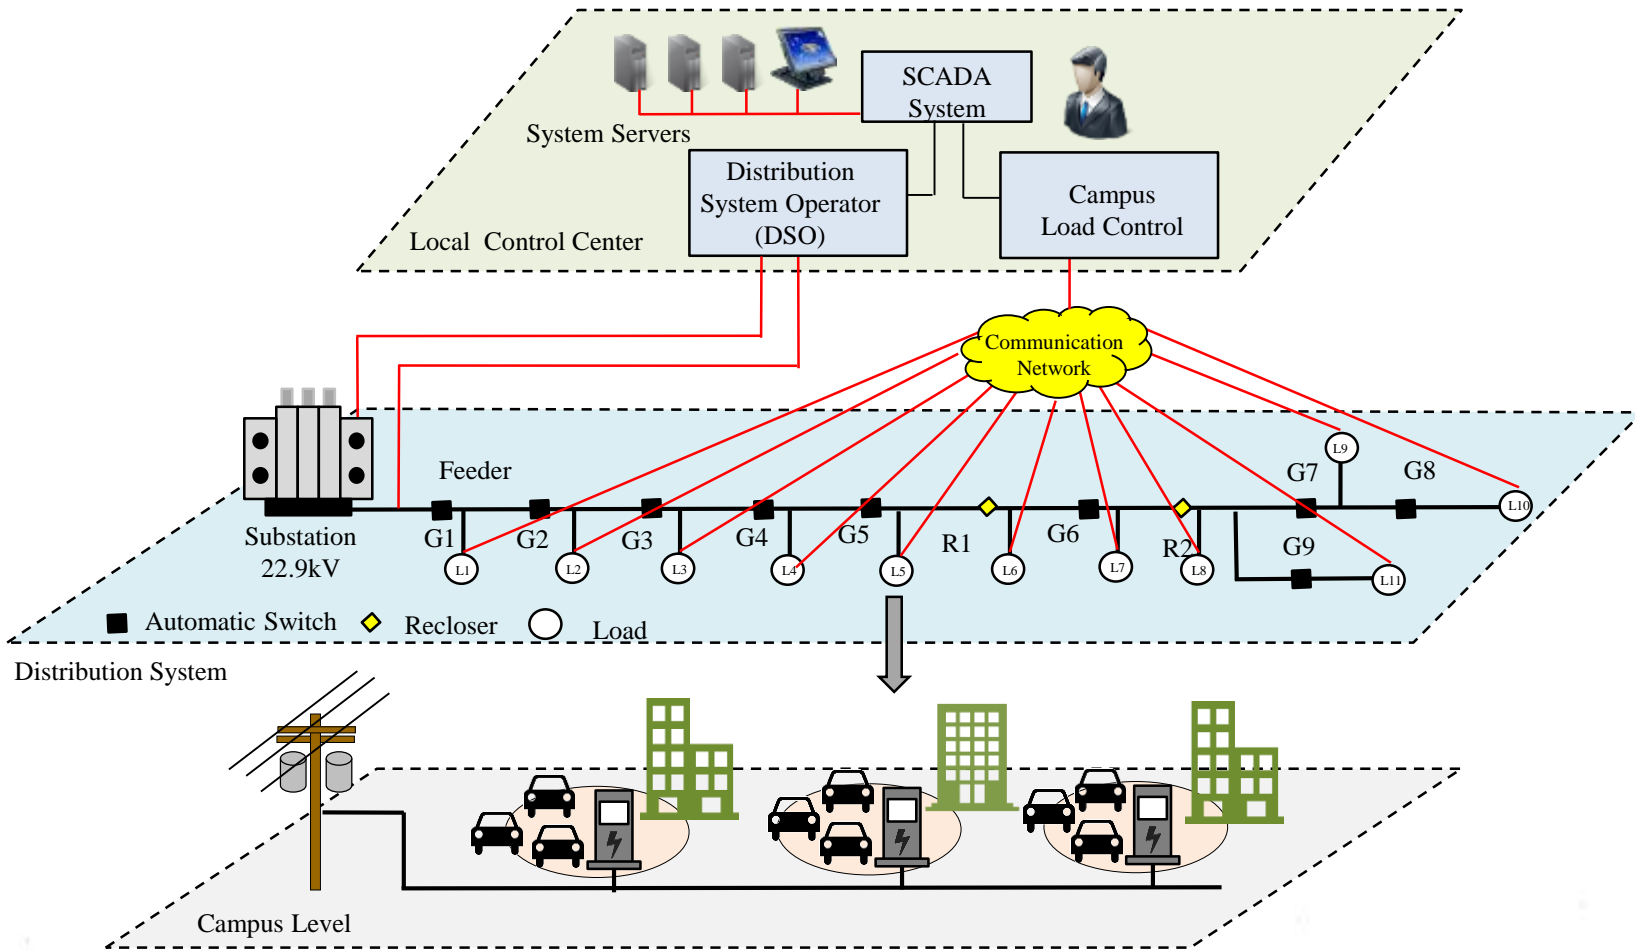 SCADA
System
System Servers
Distribution
System Operator
(DSO)
Campus
Load Control
Local Control Center
Communication
Network
L9
G7
G8
Feeder
L10
G1
G2
G3
G4
G5
R1
G6
R2
G9
Substation
22.9kV
L1
L2
L3
L4
L5
L6
L7
L8
L11
Automatic Switch
Recloser
Load
Distribution System
Campus Level